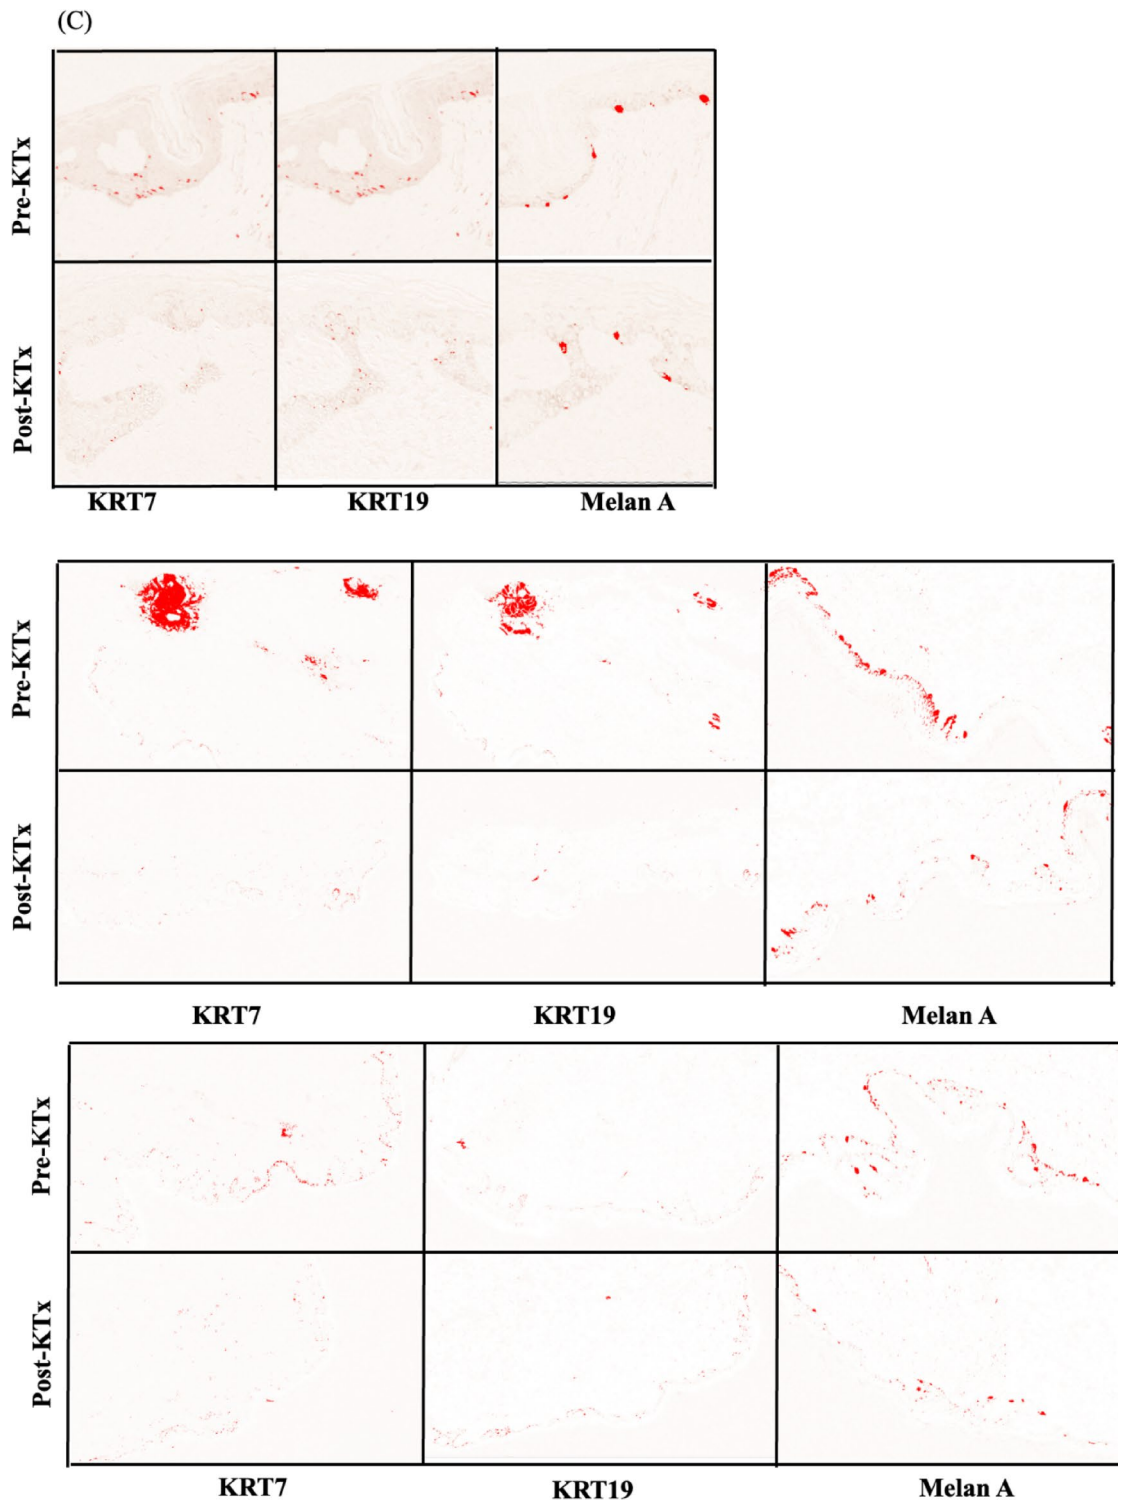 (C)
Pre-KTx
Post-KTx
KRT7 KRT19 Melan A
Pre-KTx
Post-KTx
KRT7 KRT19 Melan A
Pre-KTx
Post-KTx
KRT7 KRT19 Melan A